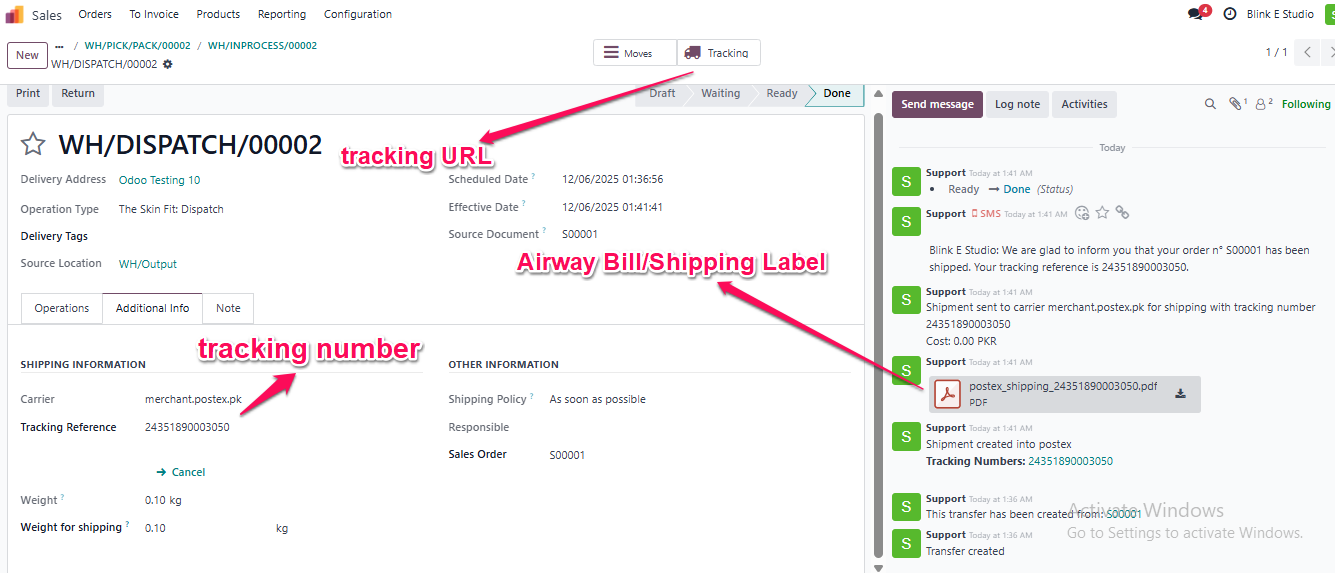 Sales Orders To Invoice Products Reporting Configuration
4 Blink E Studio S
New ... / WH/PICK/PACK/00002 / WH/INPROCESS/00002
WH/DISPATCH/00002
Moves Tracking
1 / 1
Print Return
Draft Waiting Ready Done
WH/DISPATCH/00002
tracking URL
Delivery Address Odoo Testing 10
Scheduled Date ? 12/06/2025 01:36:56
Operation Type The Skin Fit: Dispatch
Effective Date ? 12/06/2025 01:41:41
Delivery Tags
Source Document ? S00001
Source Location WH/Output
Airway Bill/Shipping Label
Operations Additional Info Note
tracking number
SHIPPING INFORMATION
Carrier merchant.postex.pk
Tracking Reference 24351890003050
Cancel
Weight ? 0.10 kg
Weight for shipping ? 0.10 kg
OTHER INFORMATION
Shipping Policy ? As soon as possible
Responsible
Sales Order S00001
Send message Log note Activities 1 2 Following
Today
S
Support Today at 1:41 AM
Ready → Done (Status)
S
Support SMS Today at 1:41 AM
Blink E Studio: We are glad to inform you that your order n° S00001 has been
shipped. Your tracking reference is 24351890003050.
S
Support Today at 1:41 AM
Shipment sent to carrier merchant.postex.pk for shipping with tracking number
24351890003050
Cost: 0.00 PKR
S
Support Today at 1:41 AM
postex_shipping_24351890003050.pdf
PDF
S
Support Today at 1:41 AM
Shipment created into postex
Tracking Numbers: 24351890003050
S
Support Today at 1:36 AM
This transfer has been created from: S00001
S
Support Today at 1:36 AM
Transfer created
Activate Windows
Go to Settings to activate Windows.